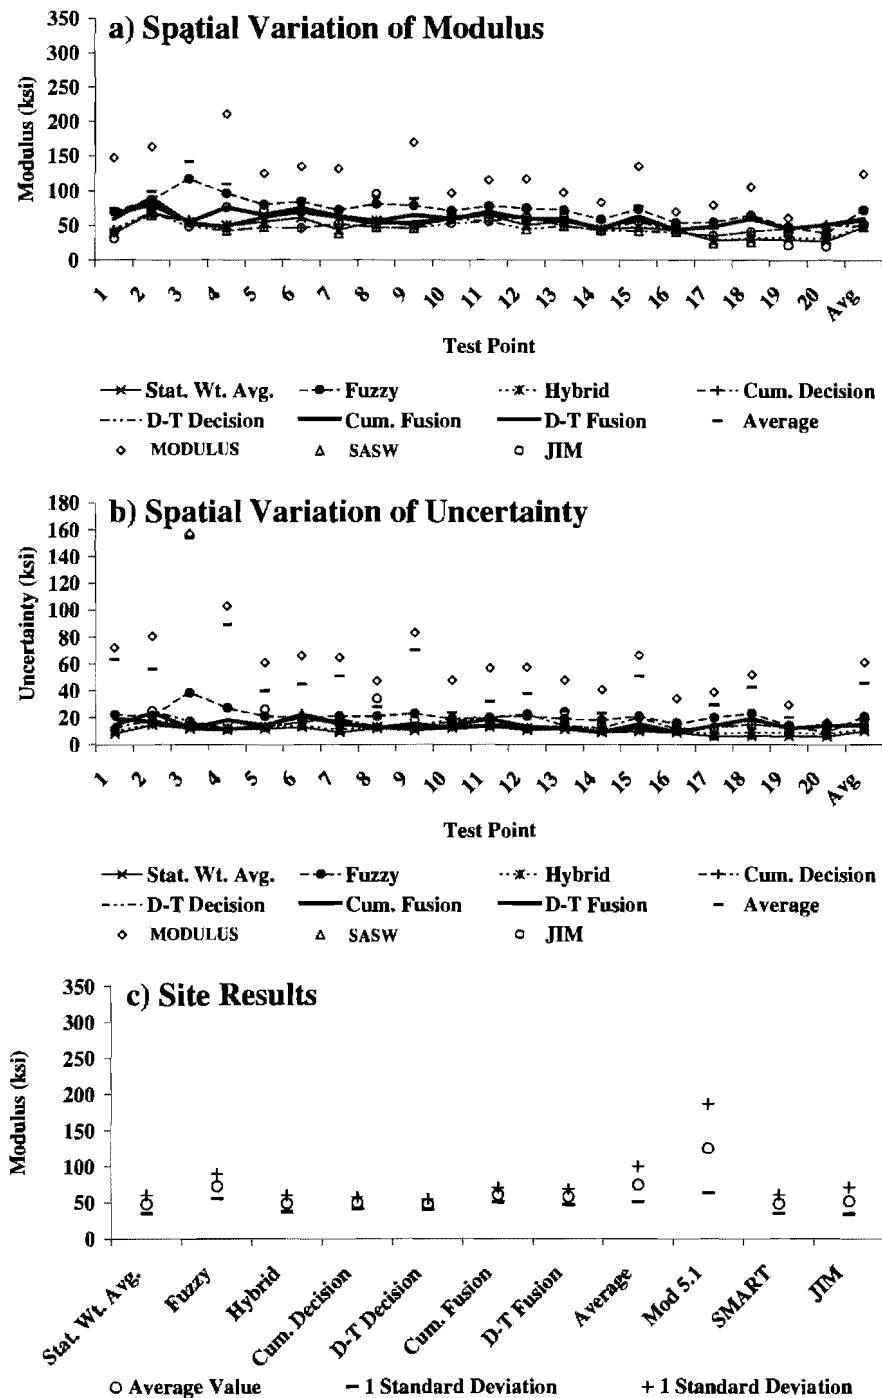 a) Spatial Variation of Modulus
350
300
250
200
150
100
50
0
Modulus (ksi)
1 2 3 4 5 6 7 8 9 10 11 12 13 14 15 16 17 18 19 20 Avg
Test Point
Stat. Wt. Avg. Fuzzy Hybrid Cum. Decision
D-T Decision Cum. Fusion D-T Fusion Average
MODULUS SASW JIM
b) Spatial Variation of Uncertainty
180
160
140
120
100
80
60
40
20
0
Uncertainty (ksi)
1 2 3 4 5 6 7 8 9 10 11 12 13 14 15 16 17 18 19 20 Avg
Test Point
Stat. Wt. Avg. Fuzzy Hybrid Cum. Decision
D-T Decision Cum. Fusion D-T Fusion Average
MODULUS SASW JIM
c) Site Results
350
300
250
200
150
100
50
0
Modulus (ksi)
Stat. Wt. Avg. Fuzzy Hybrid Cum. Decision D-T Decision Cum. Fusion D-T Fusion Average Mod 5.1 SMART JIM
Average Value – 1 Standard Deviation + 1 Standard Deviation